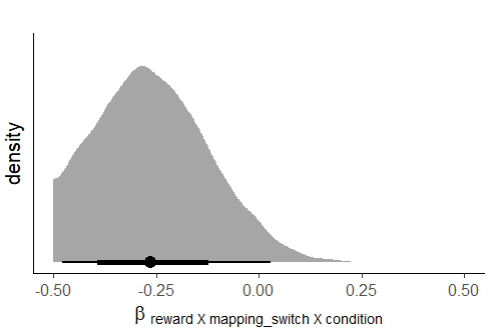 density
-0.50 -0.25 0.00 0.25 0.50
β reward X mapping_switch X condition